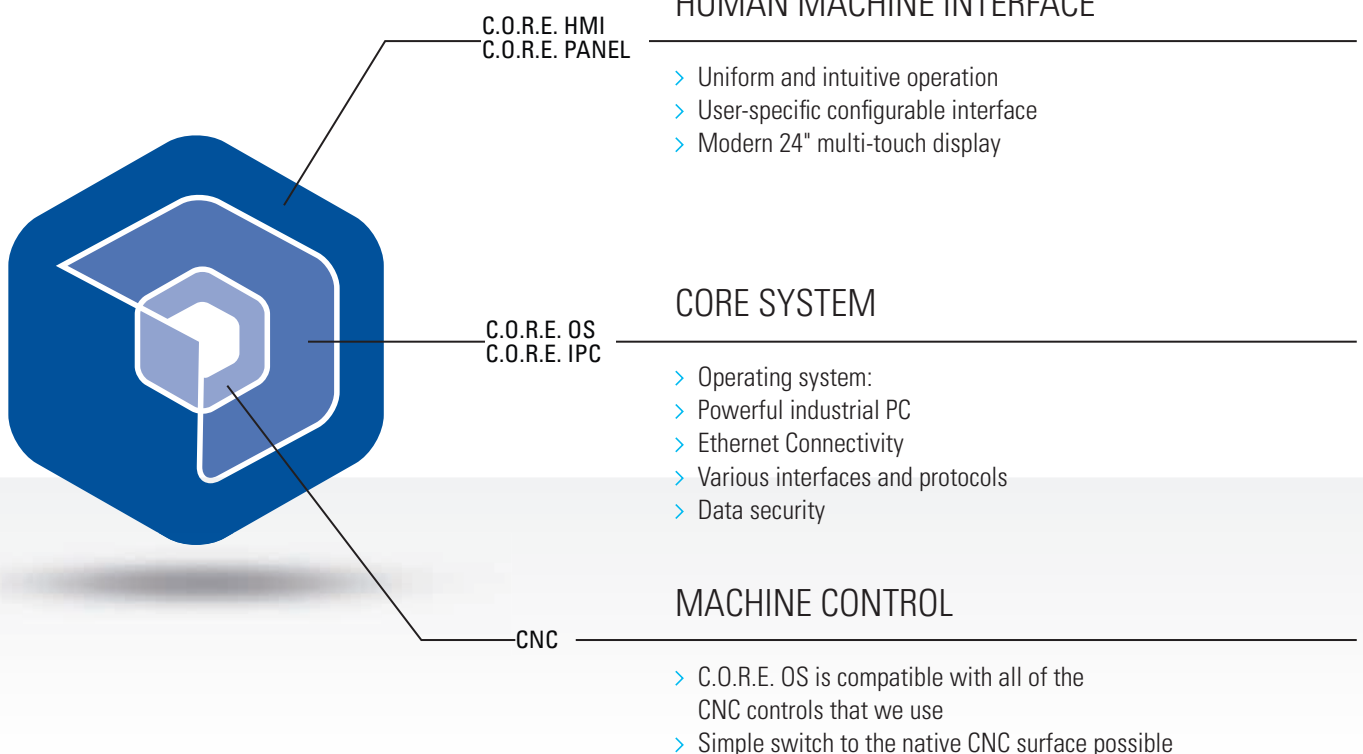 HUMAN MACHINE INTERFACE
C.O.R.E. HMI
C.O.R.E. PANEL
> Uniform and intuitive operation
> User-specific configurable interface
> Modern 24" multi-touch display
CORE SYSTEM
C.O.R.E. OS
C.O.R.E. IPC
> Operating system:
> Powerful industrial PC
> Ethernet Connectivity
> Various interfaces and protocols
> Data security
MACHINE CONTROL
CNC
> C.O.R.E. OS is compatible with all of the
CNC controls that we use
> Simple switch to the native CNC surface possible